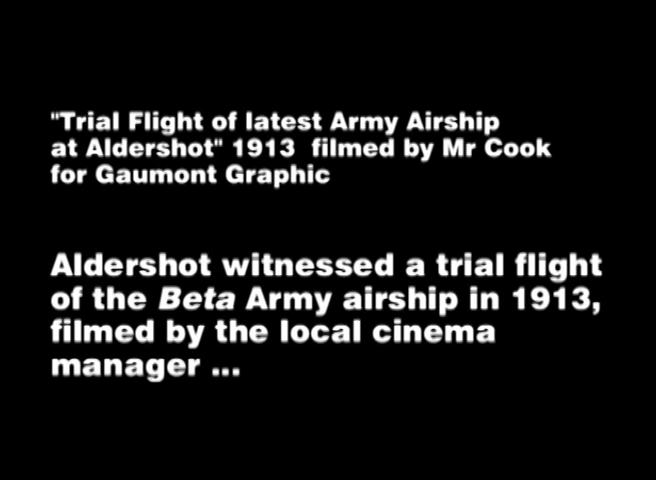 "Trial Flight of latest Army Airship
at Aldershot" 1913 filmed by Mr Cook
for Gaumont Graphic
Aldershot witnessed a trial flight
of the Beta Army airship in 1913,
filmed by the local cinema
manager ...